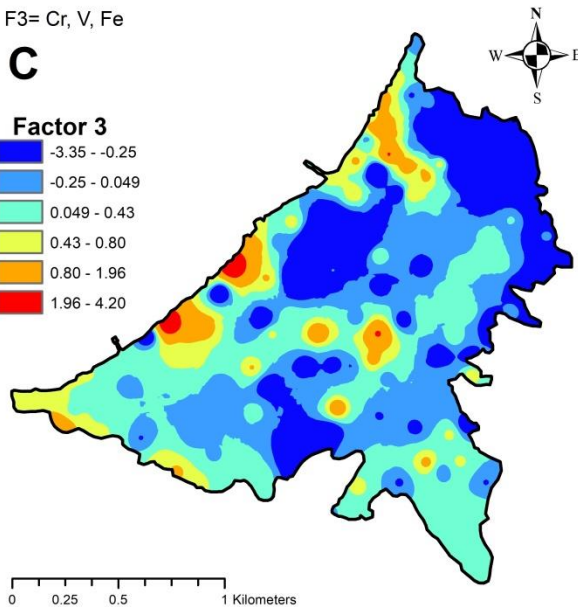 F3= Cr, V, Fe
C
N
W E
S
Factor 3
-3.35 - -0.25
-0.25 - 0.049
0.049 - 0.43
0.43 - 0.80
0.80 - 1.96
1.96 - 4.20
0 0.25 0.5 1 Kilometers